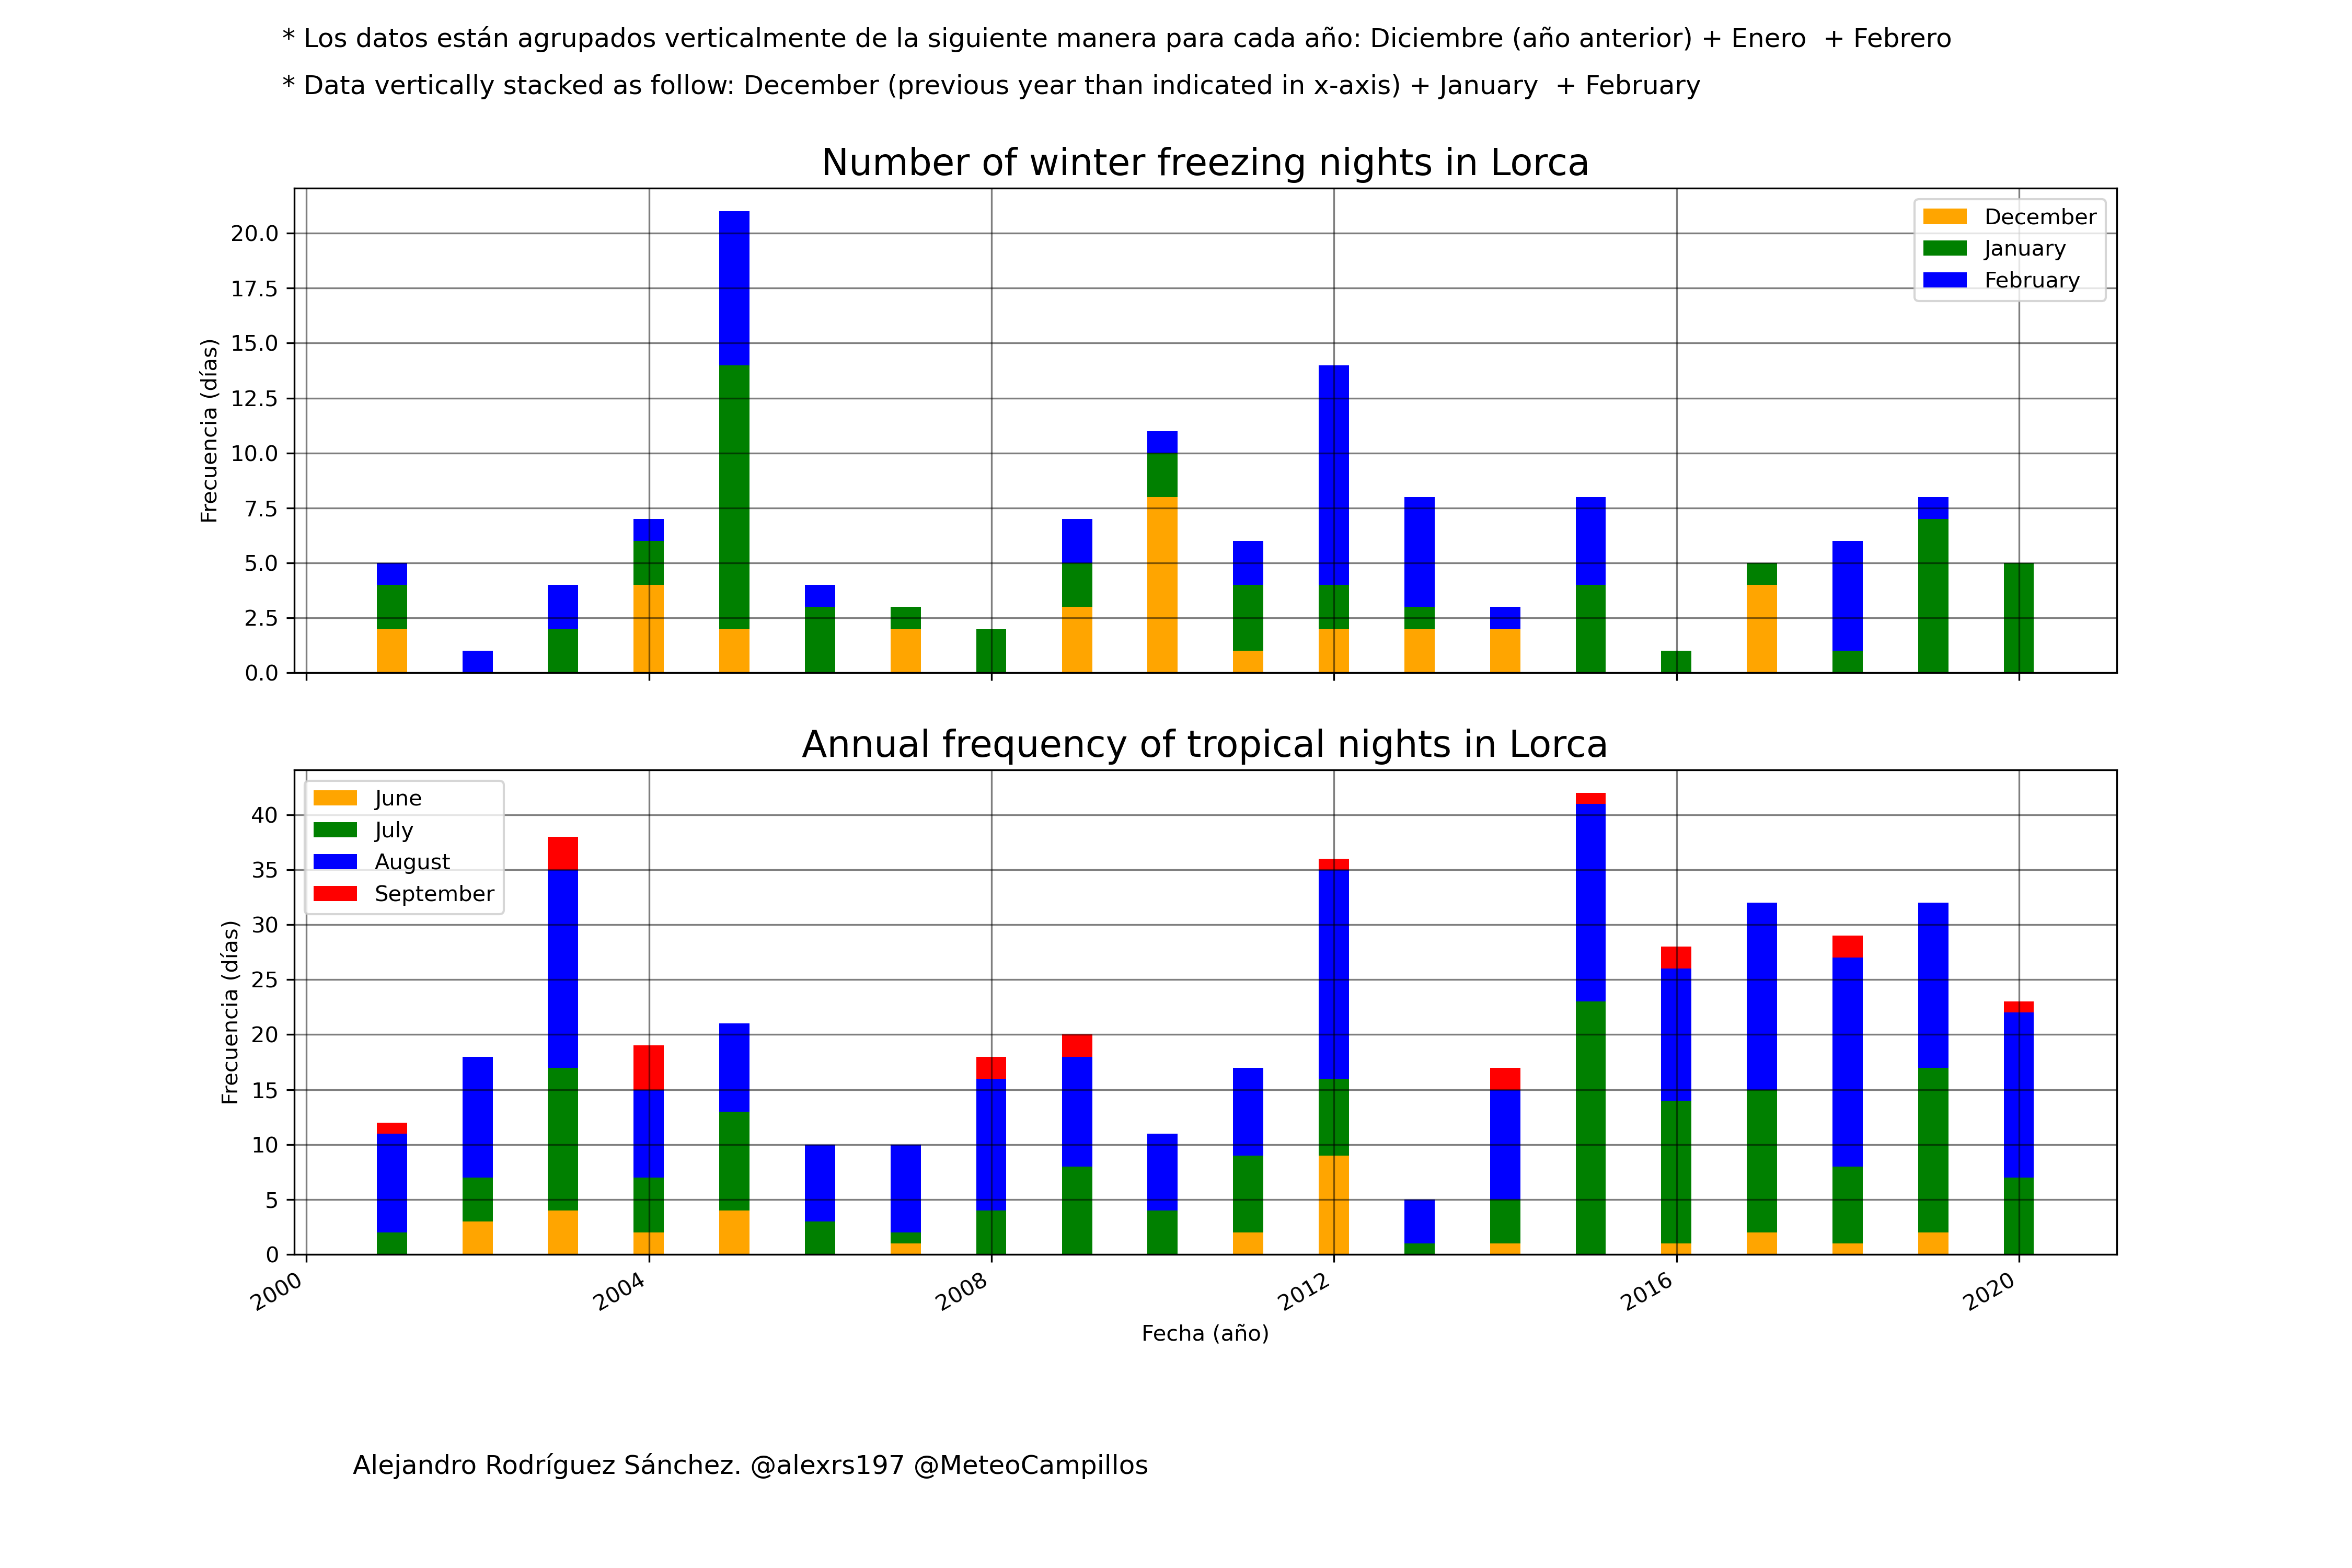 * Los datos están agrupados verticalmente de la siguiente manera para cada año: Diciembre (año anterior) + Enero  + Febrero
* Data vertically stacked as follow: December (previous year than indicated in x-axis) + January  + February
Number of winter freezing nights in Lorca
Frecuencia (días)
20.0
17.5
15.0
12.5
10.0
7.5
5.0
2.5
0.0
December
January
February
Annual frequency of tropical nights in Lorca
Frecuencia (días)
40
35
30
25
20
15
10
5
0
June
July
August
September
2000
2004
2008
2012
2016
2020
Fecha (año)
Alejandro Rodríguez Sánchez. @alexrs197 @MeteoCampillos